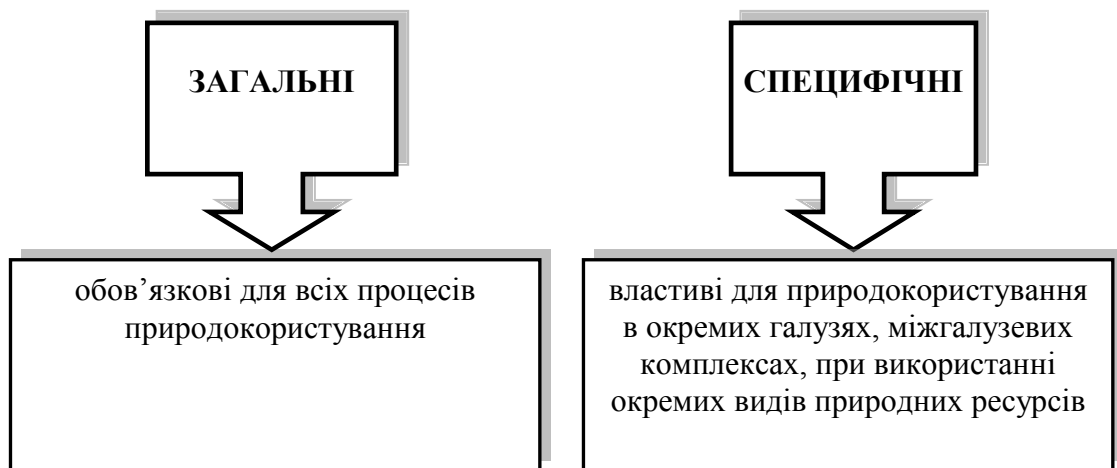 ЗАГАЛЬНІ
обов’язкові для всіх процесів
природокористування
СПЕЦИФІЧНІ
властиві для природокористування
в окремих галузях, міжгалузевих
комплексах, при використанні
окремих видів природних ресурсів